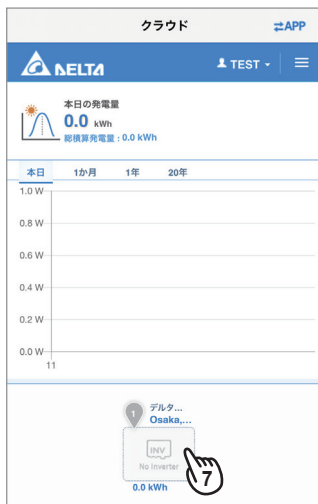 クラウド
⇄APP
DELTA
TEST
本日の発電量
0.0 kWh
総積算発電量 : 0.0 kWh
本日 1か月 1年 20年
1.0 W
0.8 W
0.6 W
0.4 W
0.2 W
0.0 W
11
1
デルタ...
Osaka,...
INV
No Inverter
7
0.0 kWh